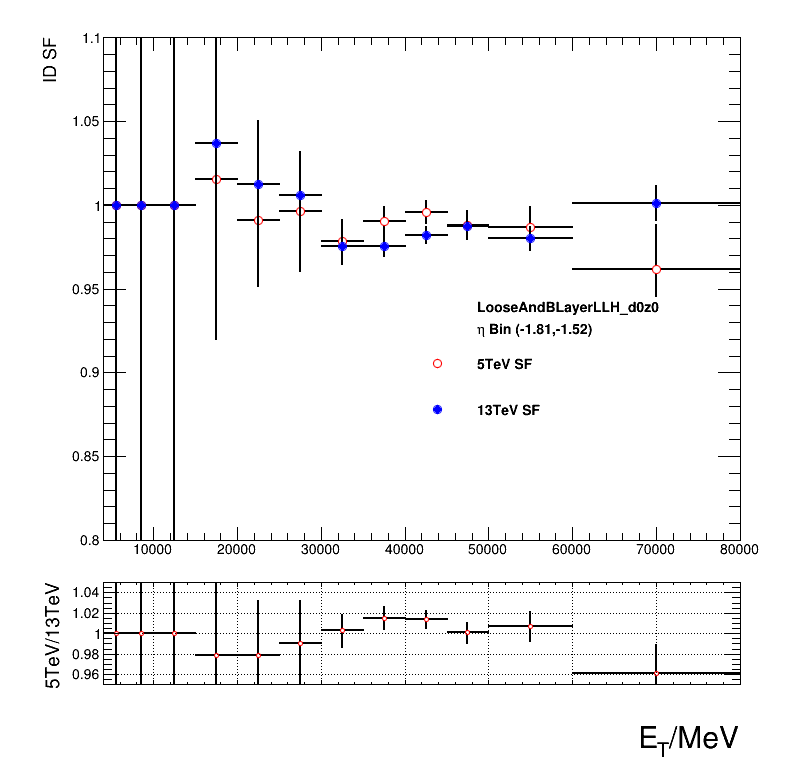 ID SF
1.1
1.05
1
0.95
0.9
0.85
0.8
LooseAndBLayerLLH_d0z0
η Bin (-1.81,-1.52)
5TeV SF
13TeV SF
10000 20000 30000 40000 50000 60000 70000 80000
5TeV/13TeV
1.04
1.02
1
0.98
0.96
E_T/MeV